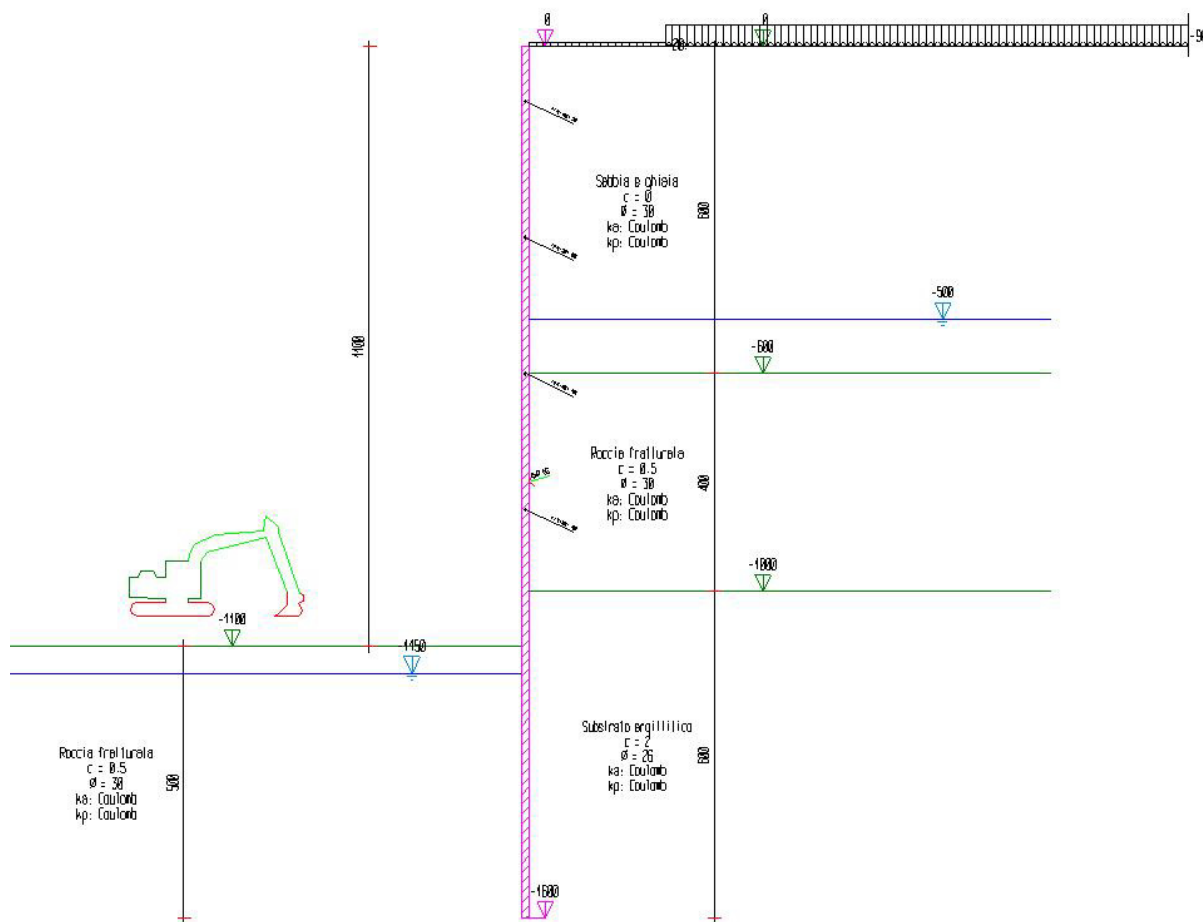 0
0
-20.
Sabbia e ghiaia
c = 0
ø = 30
ka: Coulomb
kp: Coulomb
600
-500
-600
1100
Roccia fratturata
c = 0.5
ø = 30
ka: Coulomb
kp: Coulomb
400
-1000
-1100
-1150
Substrato argillitico
c = 2
ø = 26
ka: Coulomb
kp: Coulomb
600
Roccia fratturata
c = 0.5
ø = 30
ka: Coulomb
kp: Coulomb
500
-1600